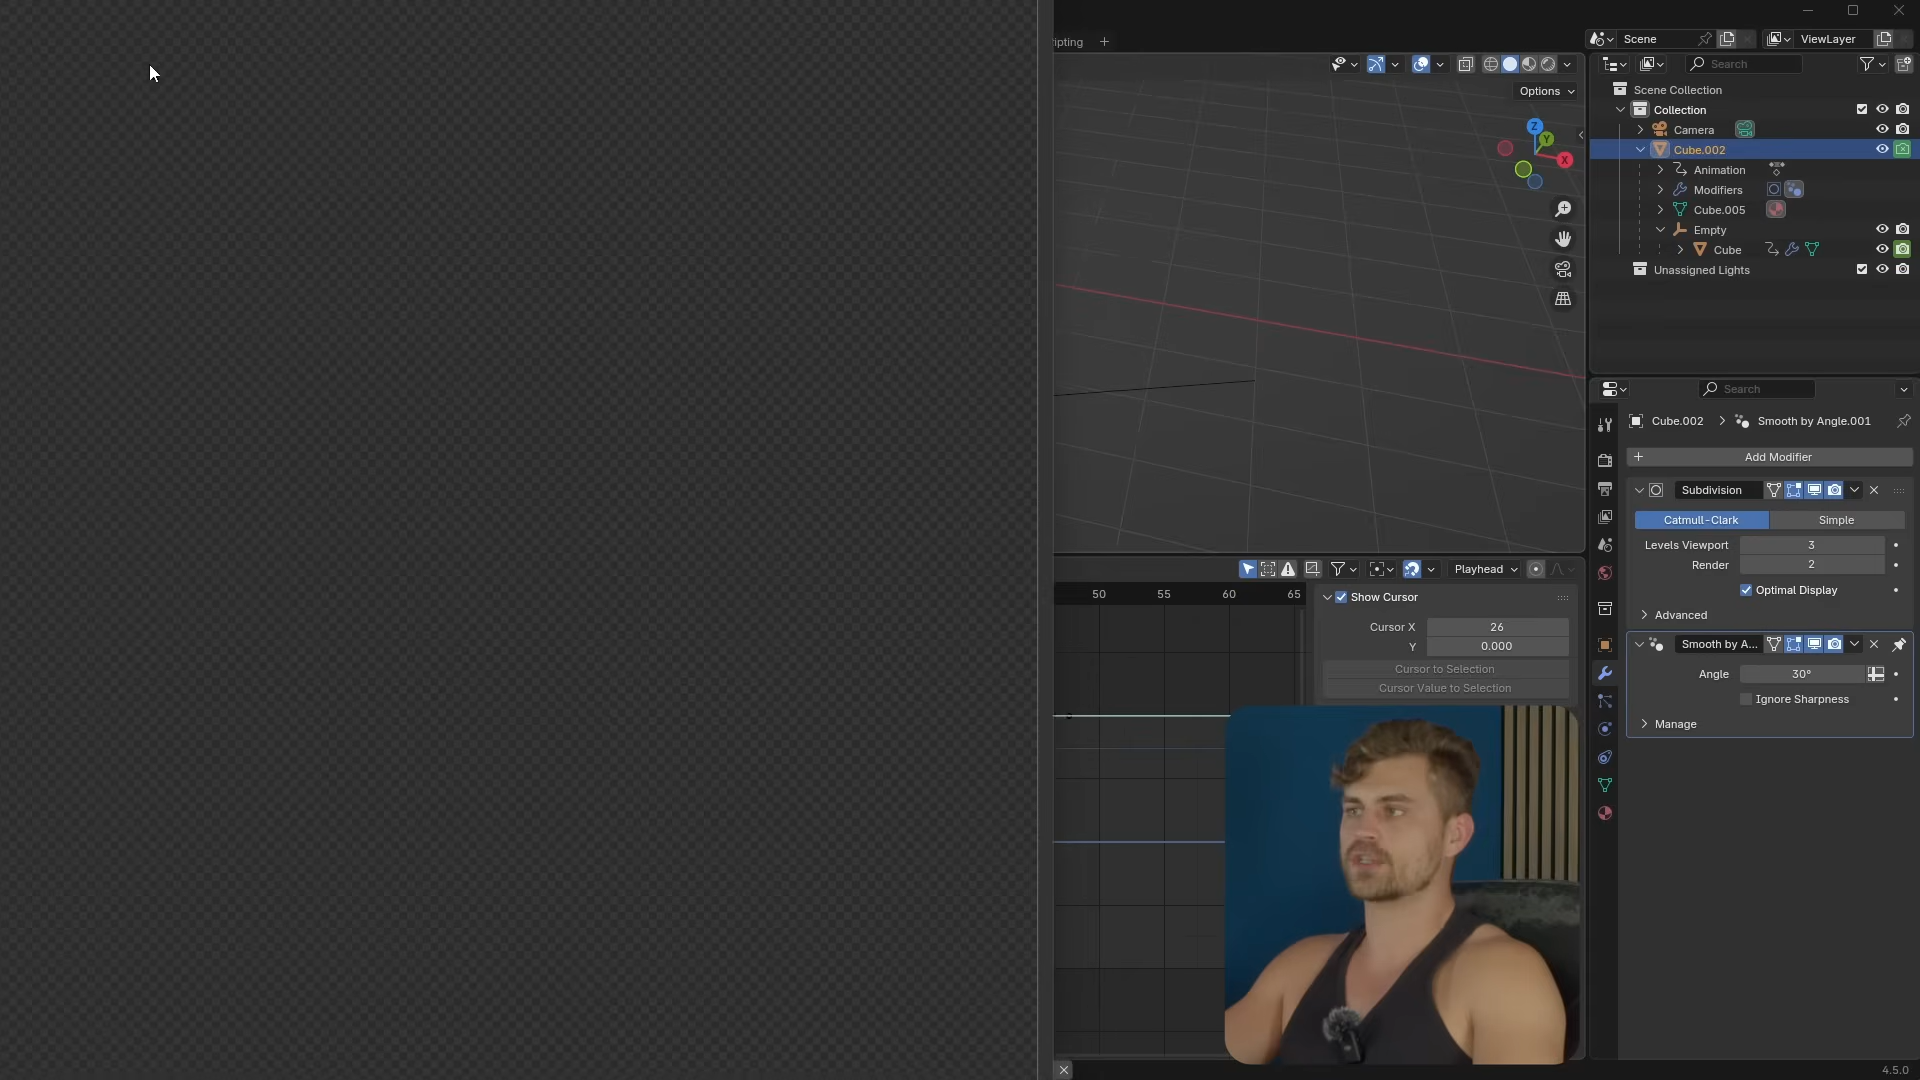 ipting
+
Scene
ViewLayer
Search
Options
Z
Y
X
Scene Collection
Collection
Camera
Cube.002
Animation
Modifiers
Cube.005
Empty
Cube
Unassigned Lights
Search
Cube.002
Smooth by Angle.001
+ Add Modifier
Subdivision
Catmull-Clark Simple
Levels Viewport 3
Render 2
Optimal Display
Advanced
Smooth by A...
Angle 30°
Ignore Sharpness
Manage
Playhead
50 55 60 65
Show Cursor
Cursor X 26
Y 0.000
Cursor to Selection
Cursor Value to Selection
4.5.0